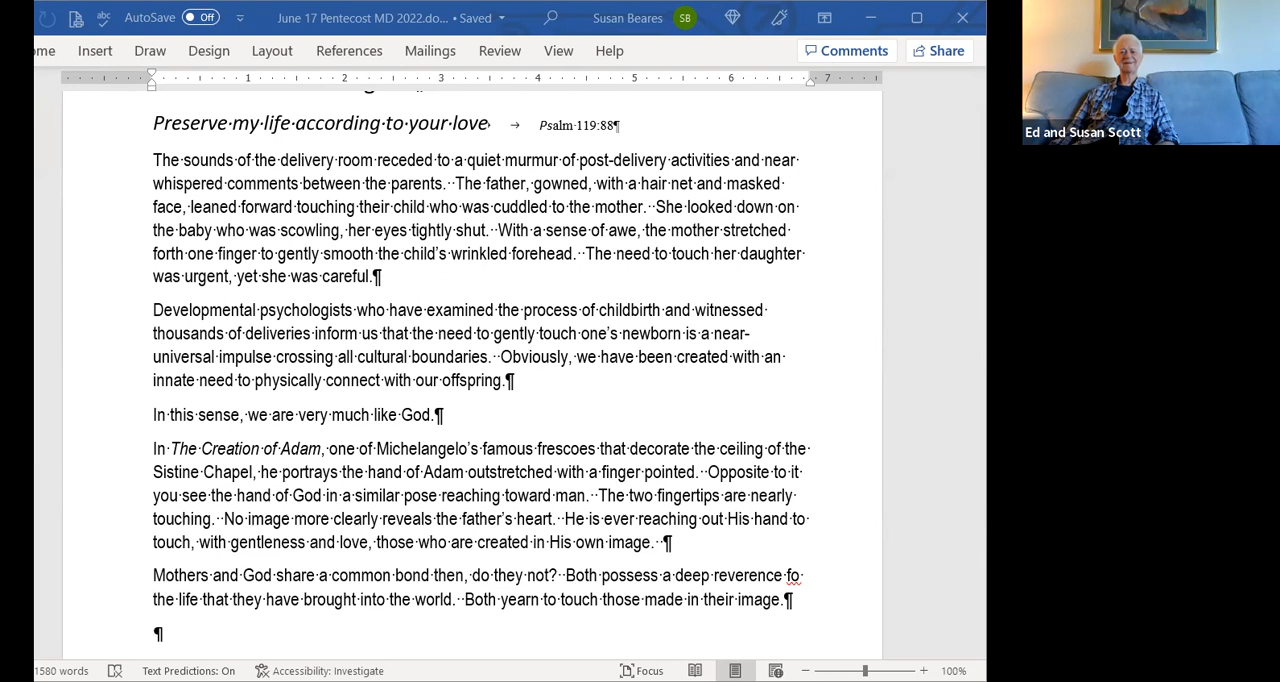 AutoSave Off June 17 Pentecost MD 2022.do... • Saved Susan Beares SB
ome Insert Draw Design Layout References Mailings Review View Help Comments Share
1 2 3 4 5 6 7
Preserve my life according to your love, → Psalm 119:88¶
The sounds of the delivery room receded to a quiet murmur of post-delivery activities and near
whispered comments between the parents. The father, gowned, with a hair net and masked
face, leaned forward touching their child who was cuddled to the mother. She looked down on
the baby who was scowling, her eyes tightly shut. With a sense of awe, the mother stretched
forth one finger to gently smooth the child's wrinkled forehead. The need to touch her daughter
was urgent, yet she was careful.¶
Developmental psychologists who have examined the process of childbirth and witnessed
thousands of deliveries inform us that the need to gently touch one's newborn is a near-
universal impulse crossing all cultural boundaries. Obviously, we have been created with an
innate need to physically connect with our offspring.¶
In this sense, we are very much like God.¶
In The Creation of Adam, one of Michelangelo's famous frescoes that decorate the ceiling of the
Sistine Chapel, he portrays the hand of Adam outstretched with a finger pointed. Opposite to it
you see the hand of God in a similar pose reaching toward man. The two fingertips are nearly
touching. No image more clearly reveals the father's heart. He is ever reaching out His hand to
touch, with gentleness and love, those who are created in His own image. ¶
Mothers and God share a common bond then, do they not? Both possess a deep reverence fo
the life that they have brought into the world. Both yearn to touch those made in their image.¶
¶
1580 words Text Predictions: On Accessibility: Investigate Focus 100%
Ed and Susan Scott